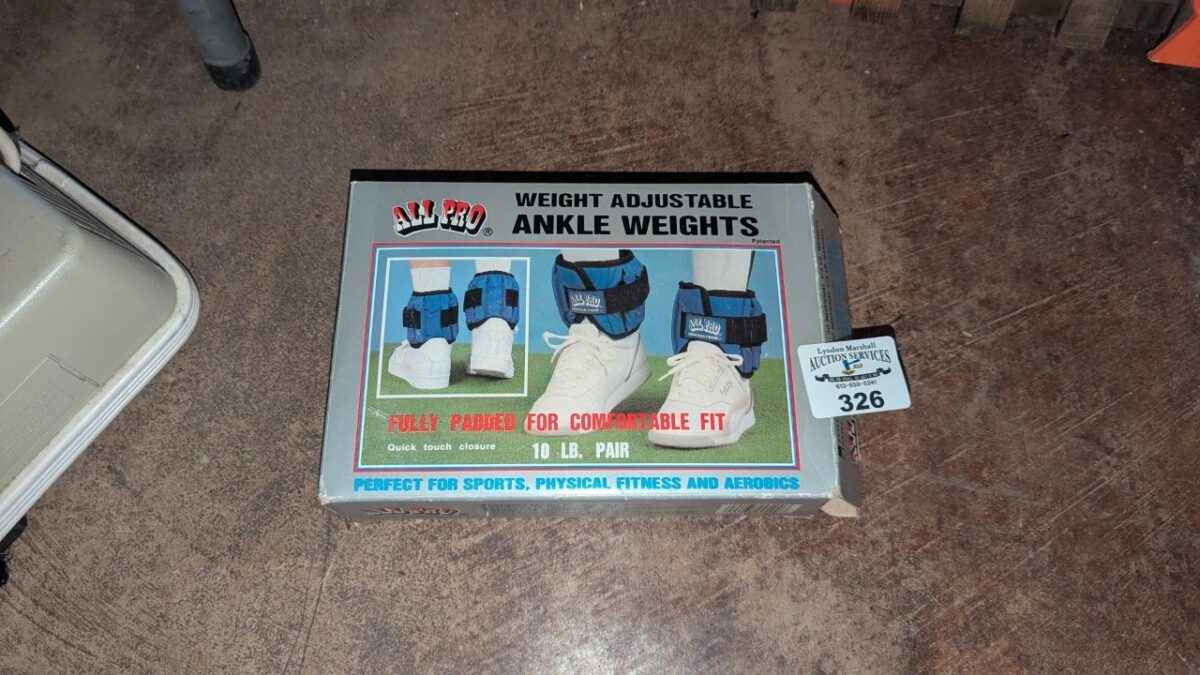 ALL PRO ®
WEIGHT ADJUSTABLE
ANKLE WEIGHTS
Patented
ALL PRO
ALL PRO
FULLY PADDED FOR COMFORTABLE FIT
Quick touch closure
10 LB. PAIR
PERFECT FOR SPORTS, PHYSICAL FITNESS AND AEROBICS
Lyndon Marshall
AUCTION SERVICES
326